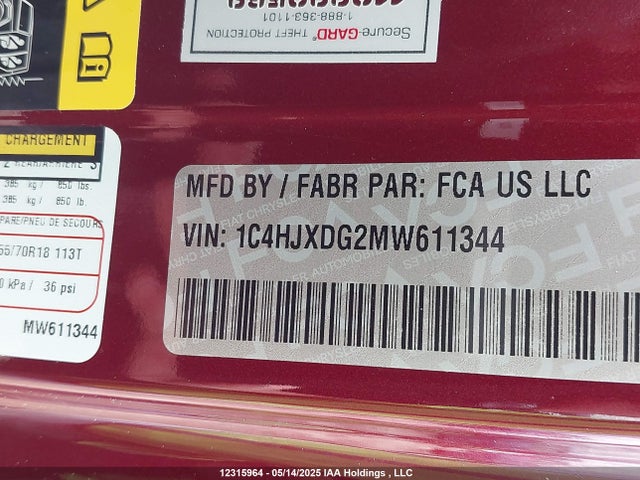 Secure-GARD® THEFT PROTECTION
1-888-363-1101
CHARGEMENT
385 kg / 850 lbs.
385 kg / 850 lb.
55/70R18 113T
0 kPa / 36 psi
MW611344
MFD BY / FABR PAR: FCA US LLC
VIN: 1C4HJXDG2MW611344
12315964 - 05/14/2025 IAA Holdings , LLC